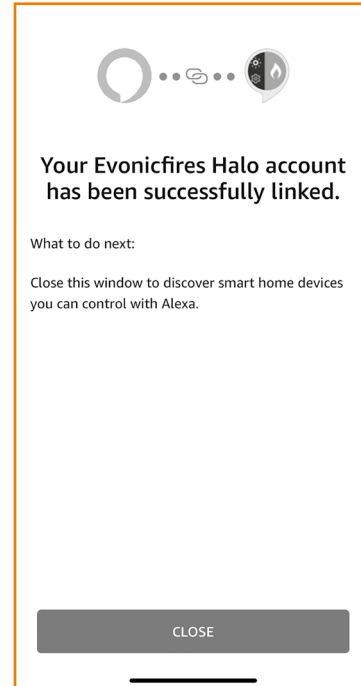 Your Evonicfires Halo account
has been successfully linked.
What to do next:
Close this window to discover smart home devices
you can control with Alexa.
CLOSE